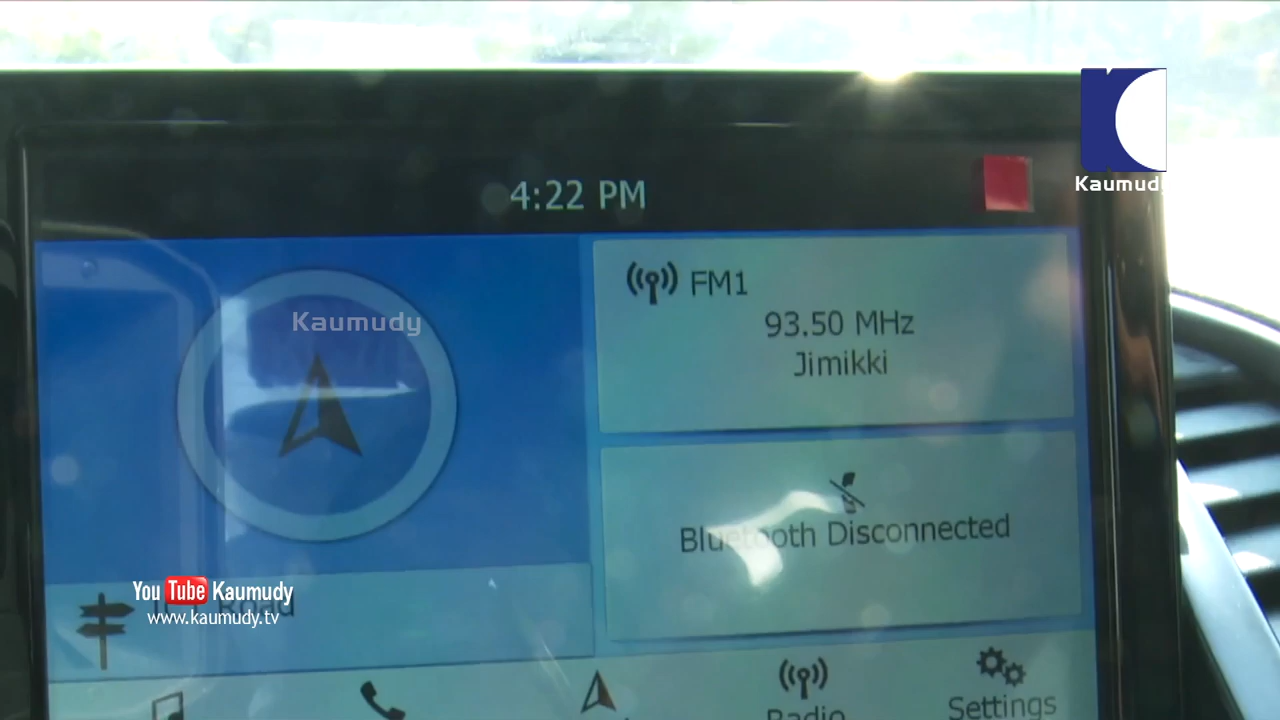 4:22 PM
Kaumudy
FM1
93.50 MHz
Jimikki
Kaumudy
Bluetooth Disconnected
You Tube Kaumudy
www.kaumudy.tv
Road
Radio
Settings